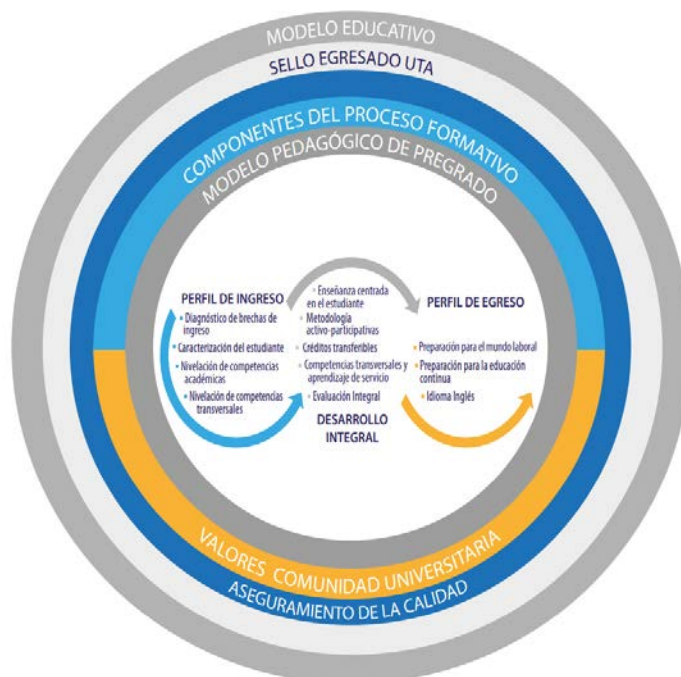 MODELO EDUCATIVO
SELLO EGRESADO UTA
COMPONENTES DEL PROCESO FORMATIVO
MODELO PEDAGÓGICO DE PREGRADO
PERFIL DE INGRESO
• Diagnóstico de brechas de
ingreso
• Caracterización del estudiante
• Nivelación de competencias
académicas
• Nivelación de competencias
transversales
• Enseñanza centrada
en el estudiante
• Metodología
activo-participativas
• Créditos transferibles
• Competencias transversales y
aprendizaje de servicio
• Evaluación Integral
DESARROLLO
INTEGRAL
PERFIL DE EGRESO
• Preparación para el mundo laboral
• Preparación para la educación
continua
• Idioma Inglés
VALORES COMUNIDAD UNIVERSITARIA
ASEGURAMIENTO DE LA CALIDAD